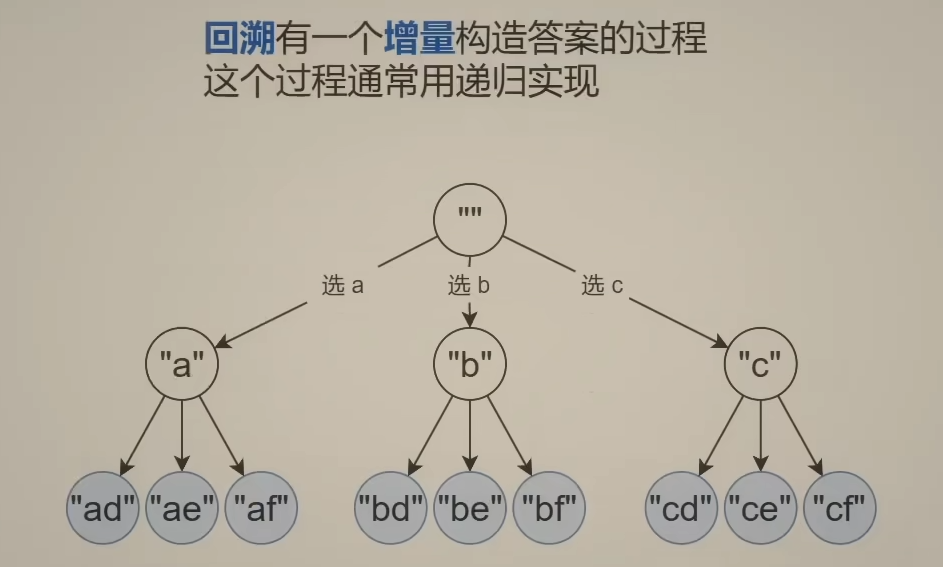 回溯有一个增量构造答案的过程
这个过程通常用递归实现
""
选 a 选 b 选 c
"a" "b" "c"
"ad" "ae" "af" "bd" "be" "bf" "cd" "ce" "cf"